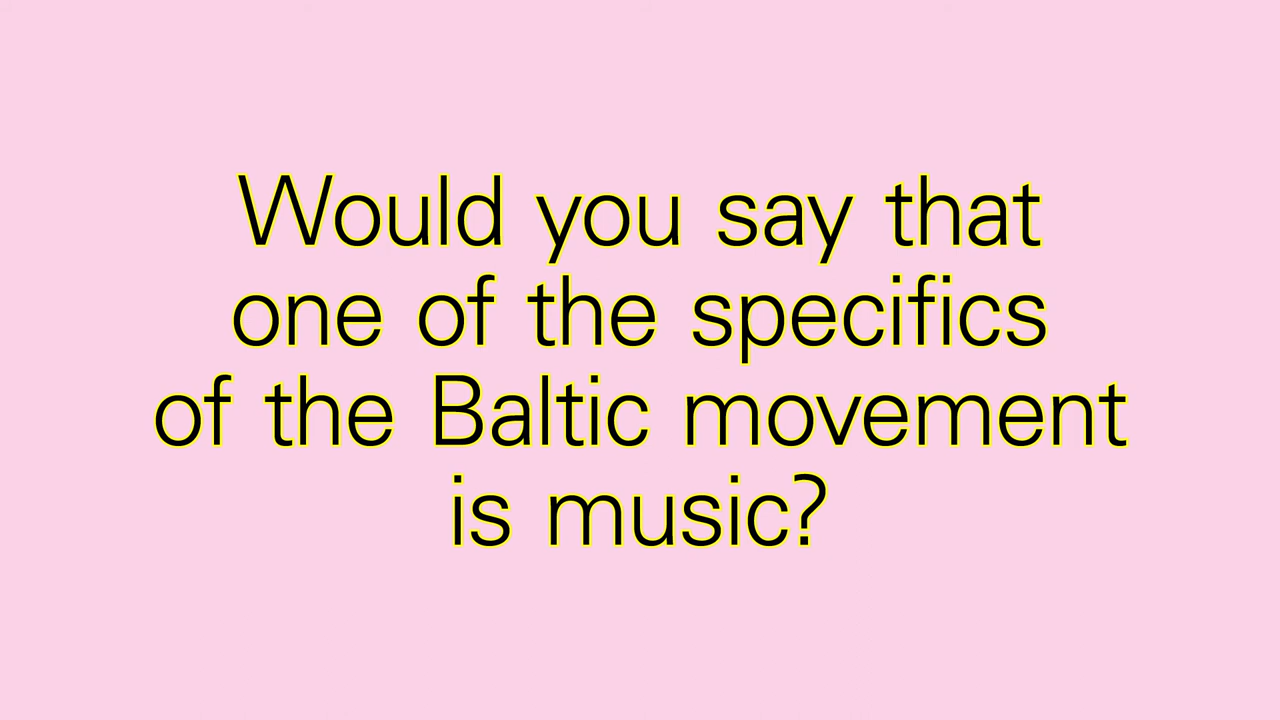 Would you say that
one of the specifics
of the Baltic movement
is music?